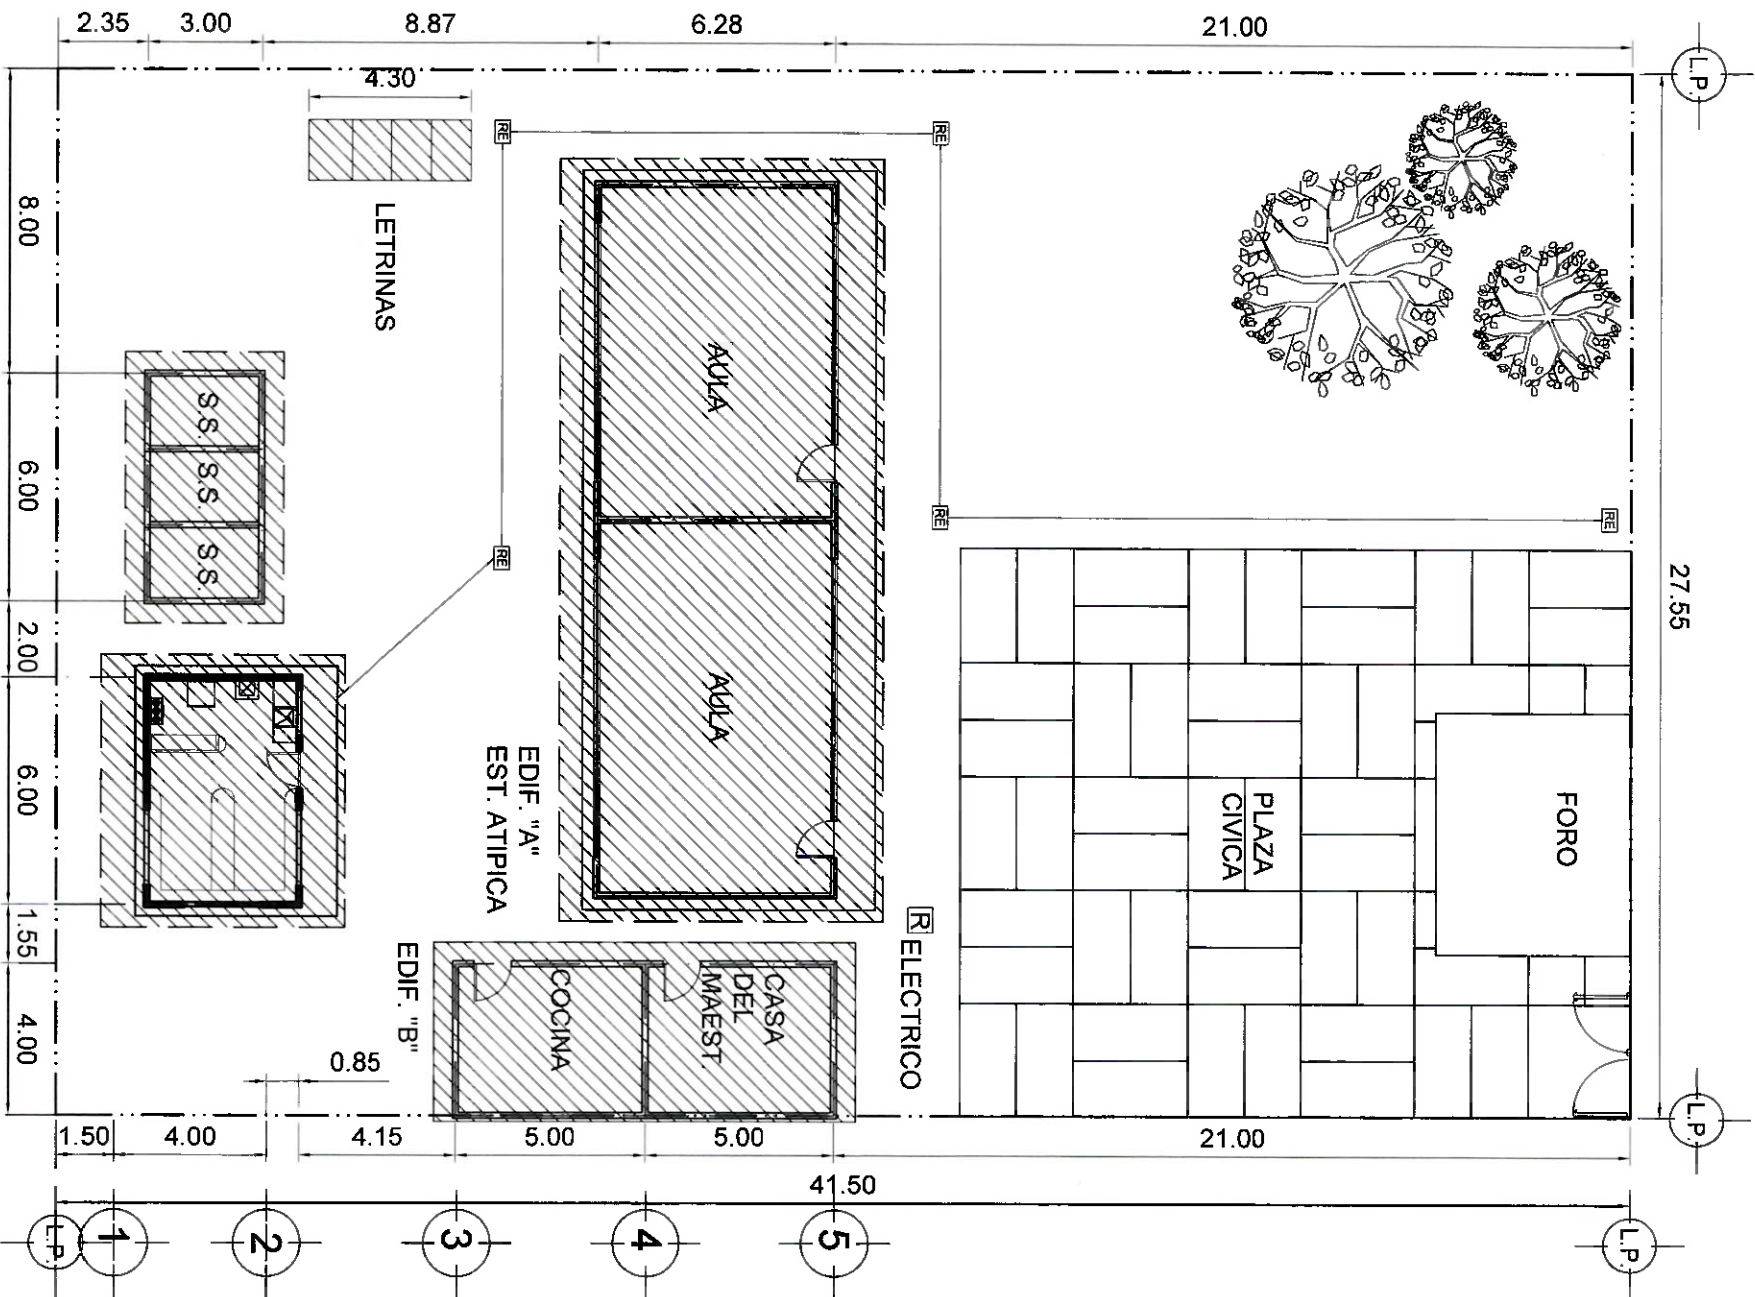 2.35
3.00
8.87
6.28
21.00
L.P.
4.30
RE
RE
RE
RE
RE
LETRINAS
8.00
6.00
2.00
6.00
1.55
4.00
27.55
AULA
AULA
S.S.
S.S.
S.S.
EDIF. "A"
EST. ATIPICA
PLAZA
CIVICA
FORO
R ELECTRICO
CASA
DEL
MAEST.
COCINA
EDIF. "B"
0.85
L.P.
1.50
4.00
4.15
5.00
5.00
21.00
41.50
L.P.
1
2
3
4
5
L.P.